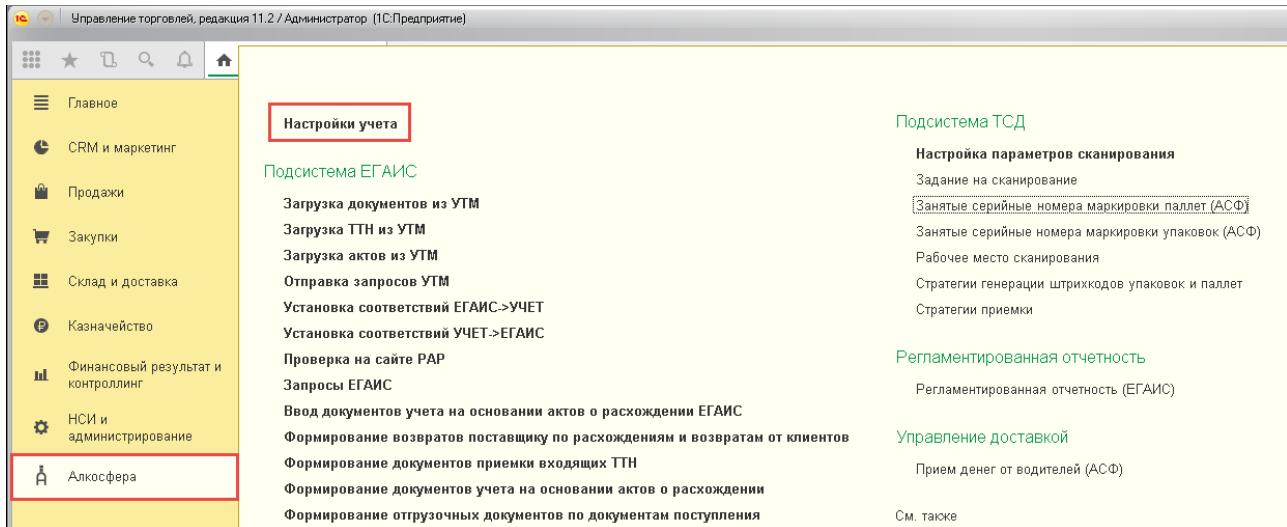 1С Управление торговлей, редакция 11.2 / Администратор (1С:Предприятие)
Главное
CRM и маркетинг
Продажи
Закупки
Склад и доставка
Казначейство
Финансовый результат и
контроллинг
НСИ и
администрирование
Алкосфера
Настройки учета
Подсистема ЕГАИС
Загрузка документов из УТМ
Загрузка ТТН из УТМ
Загрузка актов из УТМ
Отправка запросов УТМ
Установка соответствий ЕГАИС->УЧЕТ
Установка соответствий УЧЕТ->ЕГАИС
Проверка на сайте РАР
Запросы ЕГАИС
Ввод документов учета на основании актов о расхождении ЕГАИС
Формирование возвратов поставщику по расхождениям и возвратам от клиентов
Формирование документов приемки входящих ТТН
Формирование документов учета на основании актов о расхождении
Формирование отгрузочных документов по документам поступления
Подсистема ТСД
Настройка параметров сканирования
Задание на сканирование
Занятые серийные номера маркировки паллет (АСФ)
Занятые серийные номера маркировки упаковок (АСФ)
Рабочее место сканирования
Стратегии генерации штрихкодов упаковок и паллет
Стратегии приемки
Регламентированная отчетность
Регламентированная отчетность (ЕГАИС)
Управление доставкой
Прием денег от водителей (АСФ)
См. также